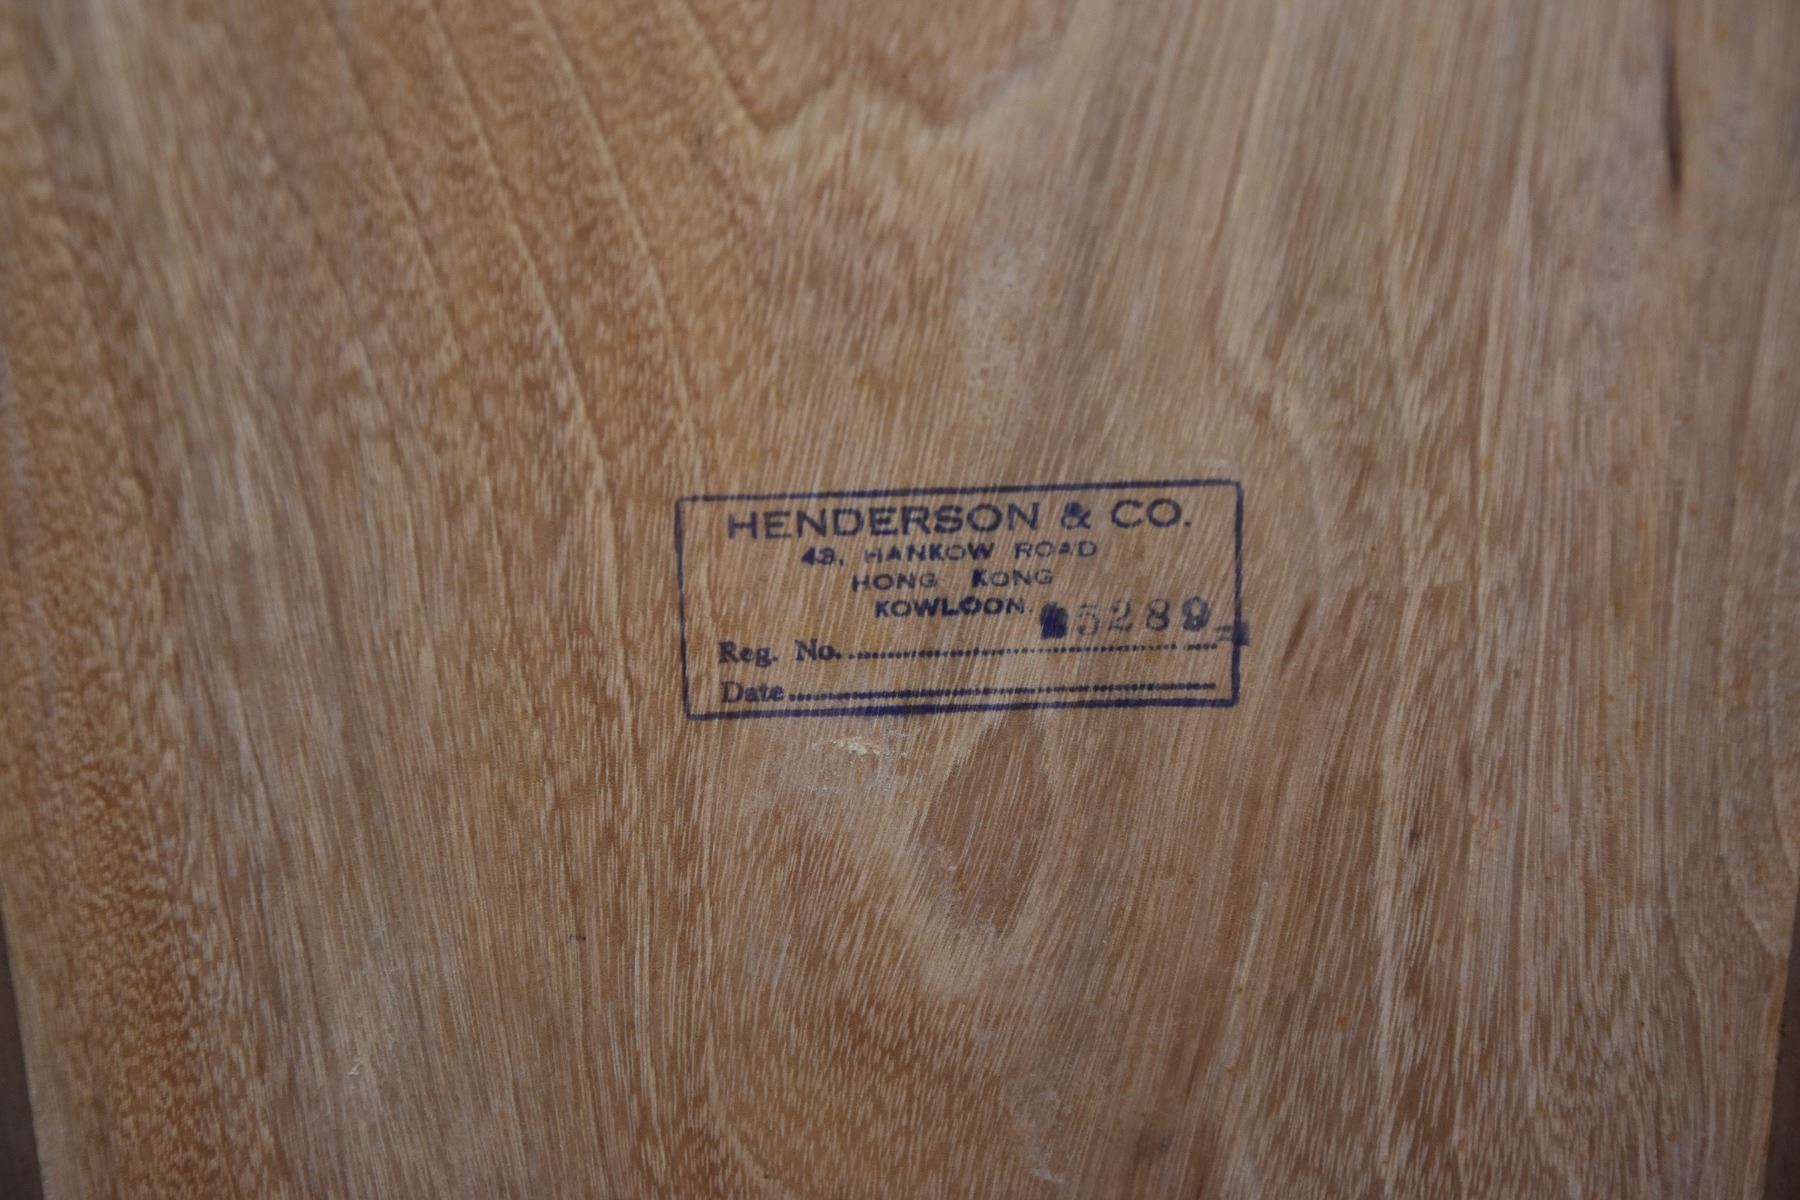 HENDERSON & CO.
43, HANKOW ROAD
HONG KONG
KOWLOON.
5289
Reg. No.
Date